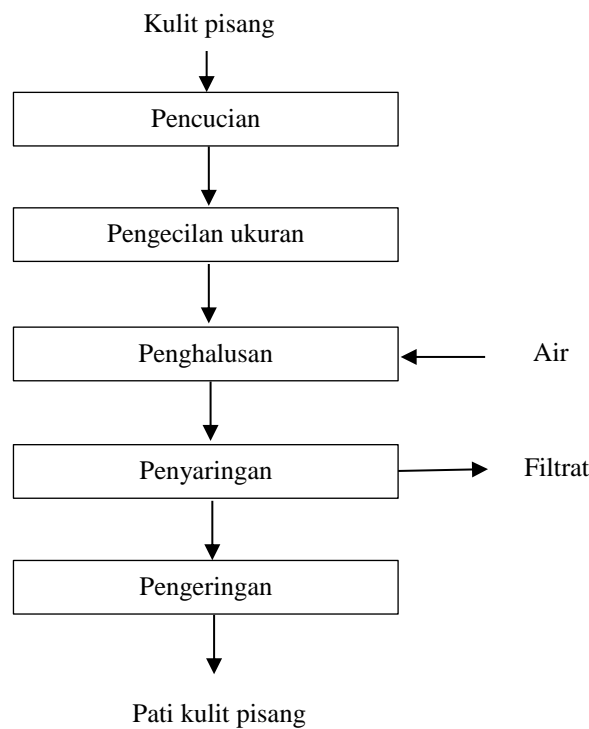 Kulit pisang
Pencucian
Pengecilan ukuran
Penghalusan
Air
Penyaringan
Filtrat
Pengeringan
Pati kulit pisang